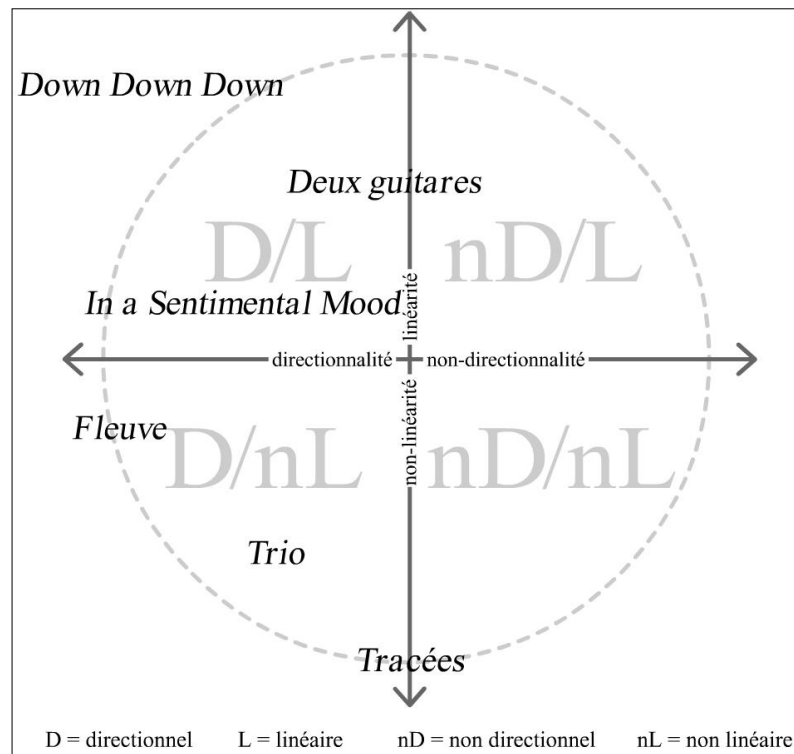 Down Down Down
Deux guitares
D/L nD/L
In a Sentimental Mood
linéarité
directionnalité non-directionnalité
non-linéarité
Fleuve
D/nL nD/nL
Trio
Tracées
D = directionnel L = linéaire nD = non directionnel nL = non linéaire